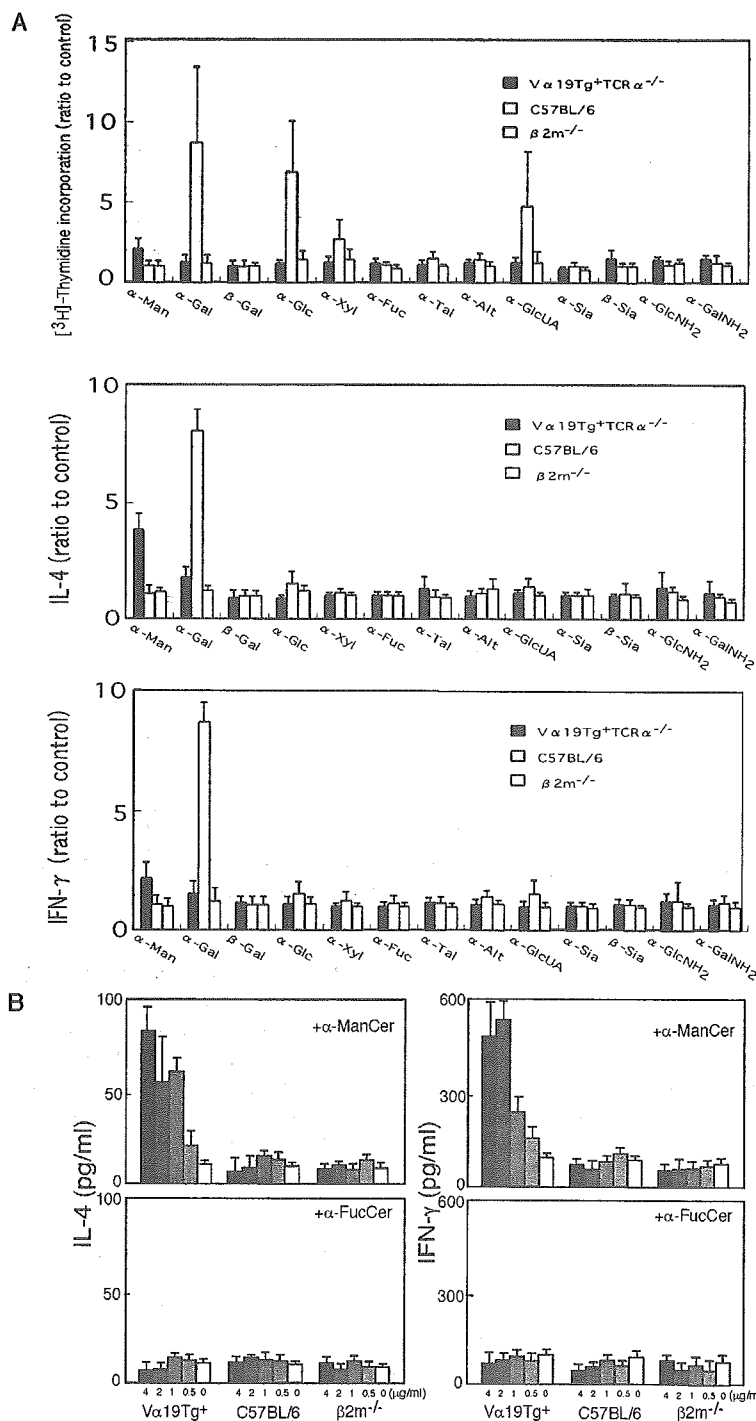 A
[³H]-Thymidine incorporation (ratio to control)
15
10
5
0
Vα19Tg⁺TCRα⁻/⁻
C57BL/6
β2m⁻/⁻
α-Man α-Gal β-Gal α-Glc α-Xyl α-Fuc α-Tal α-Alt α-GlcUA α-Sia β-Sia α-GlcNH₂ α-GalNH₂
IL-4 (ratio to control)
10
5
0
Vα19Tg⁺TCRα⁻/⁻
C57BL/6
β2m⁻/⁻
α-Man α-Gal β-Gal α-Glc α-Xyl α-Fuc α-Tal α-Alt α-GlcUA α-Sia β-Sia α-GlcNH₂ α-GalNH₂
IFN-γ (ratio to control)
10
5
0
Vα19Tg⁺TCRα⁻/⁻
C57BL/6
β2m⁻/⁻
α-Man α-Gal β-Gal α-Glc α-Xyl α-Fuc α-Tal α-Alt α-GlcUA α-Sia β-Sia α-GlcNH₂ α-GalNH₂
B
IL-4 (pg/ml)
100
50
0
+α-ManCer
100
50
0
+α-FucCer
4 2 1 0.5 0 4 2 1 0.5 0 4 2 1 0.5 0 (μg/ml)
Vα19Tg+ C57BL/6 β2m⁻/⁻
IFN-γ (pg/ml)
600
300
0
+α-ManCer
600
300
0
+α-FucCer
4 2 1 0.5 0 4 2 1 0.5 0 4 2 1 0.5 0 (μg/m
Vα19Tg+ C57BL/6 β2m⁻/⁻